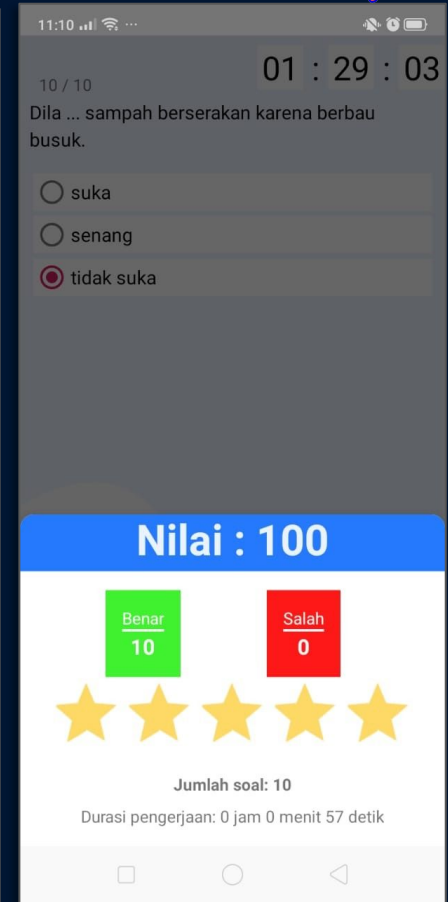 11:10
10 / 10
01 : 29 : 03
Dila ... sampah berserakan karena berbau
busuk.
suka
senang
tidak suka
Nilai : 100
Benar
10
Salah
0
Jumlah soal: 10
Durasi pengerjaan: 0 jam 0 menit 57 detik